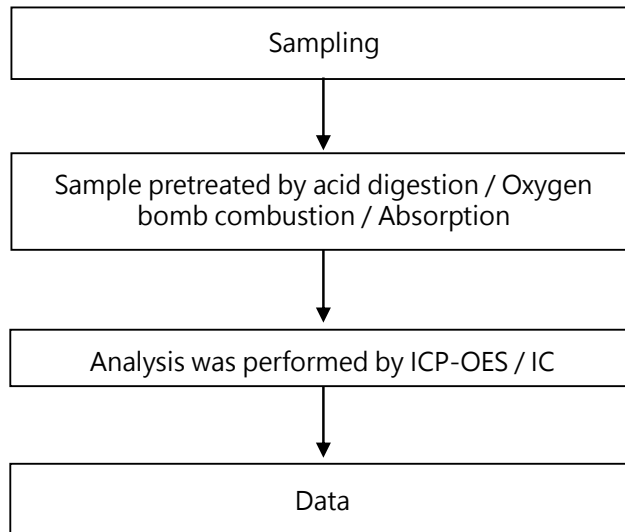 Sampling
Sample pretreated by acid digestion / Oxygen
bomb combustion / Absorption
Analysis was performed by ICP-OES / IC
Data